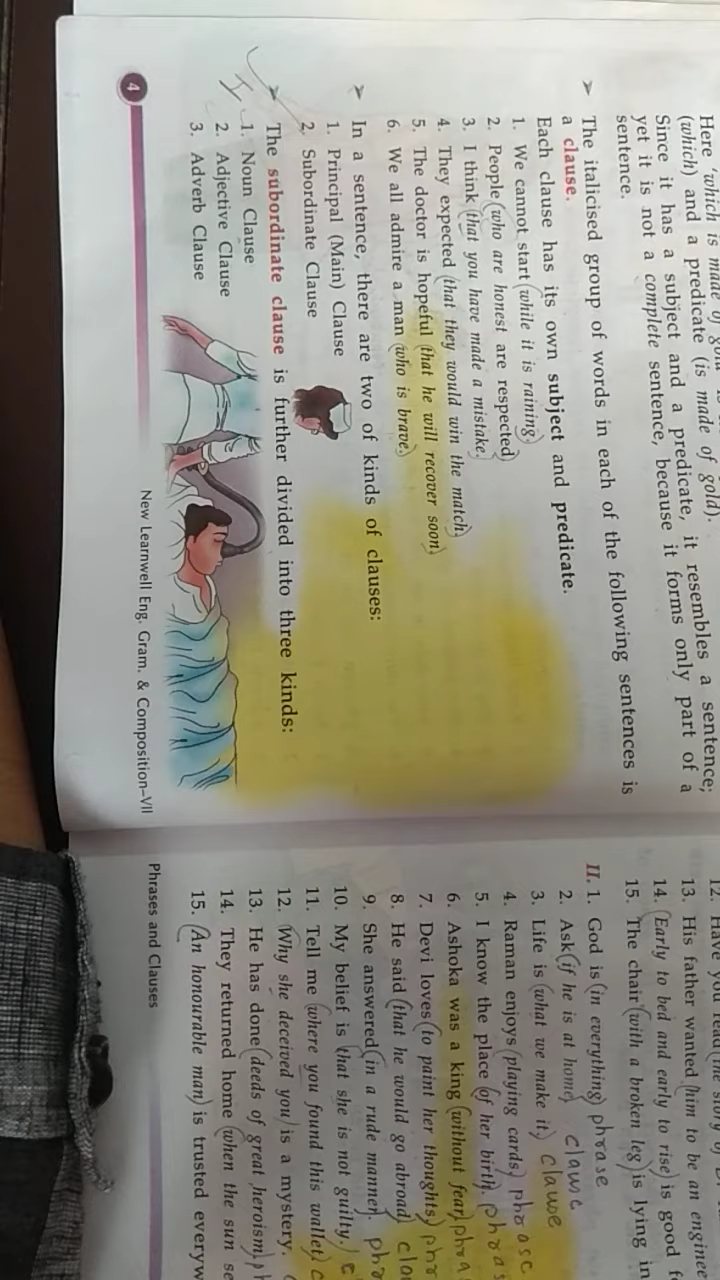 Here 'which is made of gold
(which) and a predicate (is made of gold).
Since it has a subject and a predicate, it resembles a sentence;
yet it is not a complete sentence, because it forms only part of a
sentence.
➤ The italicised group of words in each of the following sentences is
a clause.
Each clause has its own subject and predicate.
1. We cannot start (while it is raining).
2. People (who are honest are respected)
3. I think (that you have made a mistake.)
4. They expected (that they would win the match)
5. The doctor is hopeful (that he will recover soon)
6. We all admire a man (who is brave.)
➤ In a sentence, there are two of kinds of clauses:
1. Principal (Main) Clause
2. Subordinate Clause
➤ The subordinate clause is further divided into three kinds:
1. Noun Clause
2. Adjective Clause
3. Adverb Clause
4
New Learnwell Eng. Gram. & Composition–VII
12. Have you read (the story of
13. His father wanted (him to be an enginee
14. (Early to bed and early to rise) is good f
15. The chair (with a broken leg) is lying in
II. 1. God is (in everything) phrase
2. Ask (if he is at home) clause
3. Life is (what we make it) clause
4. Raman enjoys (playing cards) phrase
5. I know the place (of her birth). phras
6. Ashoka was a king (without fear) phra
7. Devi loves (to paint her thoughts) phr
8. He said (that he would go abroad) clau
9. She answered (in a rude manner). phr
10. My belief is (that she is not guilty.) c
11. Tell me (where you found this wallet) c
12. (Why she deceived you) is a mystery.
13. He has done (deeds of great heroism) ph
14. They returned home (when the sun se
15. (An honourable man) is trusted everyw
Phrases and Clauses